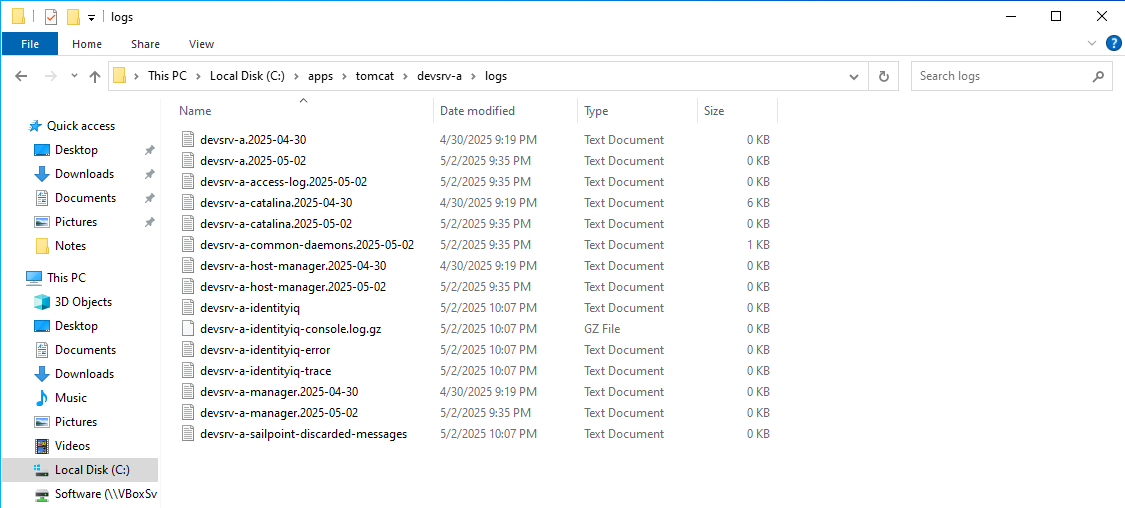 logs
File Home Share View
This PC Local Disk (C:) apps tomcat devsrv-a logs Search logs
Name Date modified Type Size
Quick access
Desktop
Downloads
Documents
Pictures
Notes
This PC
3D Objects
Desktop
Documents
Downloads
Music
Pictures
Videos
Local Disk (C:)
Software (\\VBoxSv
devsrv-a.2025-04-30 4/30/2025 9:19 PM Text Document 0 KB
devsrv-a.2025-05-02 5/2/2025 9:35 PM Text Document 0 KB
devsrv-a-access-log.2025-05-02 5/2/2025 9:35 PM Text Document 0 KB
devsrv-a-catalina.2025-04-30 4/30/2025 9:19 PM Text Document 6 KB
devsrv-a-catalina.2025-05-02 5/2/2025 9:35 PM Text Document 0 KB
devsrv-a-common-daemons.2025-05-02 5/2/2025 9:35 PM Text Document 1 KB
devsrv-a-host-manager.2025-04-30 4/30/2025 9:19 PM Text Document 0 KB
devsrv-a-host-manager.2025-05-02 5/2/2025 9:35 PM Text Document 0 KB
devsrv-a-identityiq 5/2/2025 10:07 PM Text Document 0 KB
devsrv-a-identityiq-console.log.gz 5/2/2025 10:07 PM GZ File 0 KB
devsrv-a-identityiq-error 5/2/2025 10:07 PM Text Document 0 KB
devsrv-a-identityiq-trace 5/2/2025 10:07 PM Text Document 0 KB
devsrv-a-manager.2025-04-30 4/30/2025 9:19 PM Text Document 0 KB
devsrv-a-manager.2025-05-02 5/2/2025 9:35 PM Text Document 0 KB
devsrv-a-sailpoint-discarded-messages 5/2/2025 10:07 PM Text Document 0 KB